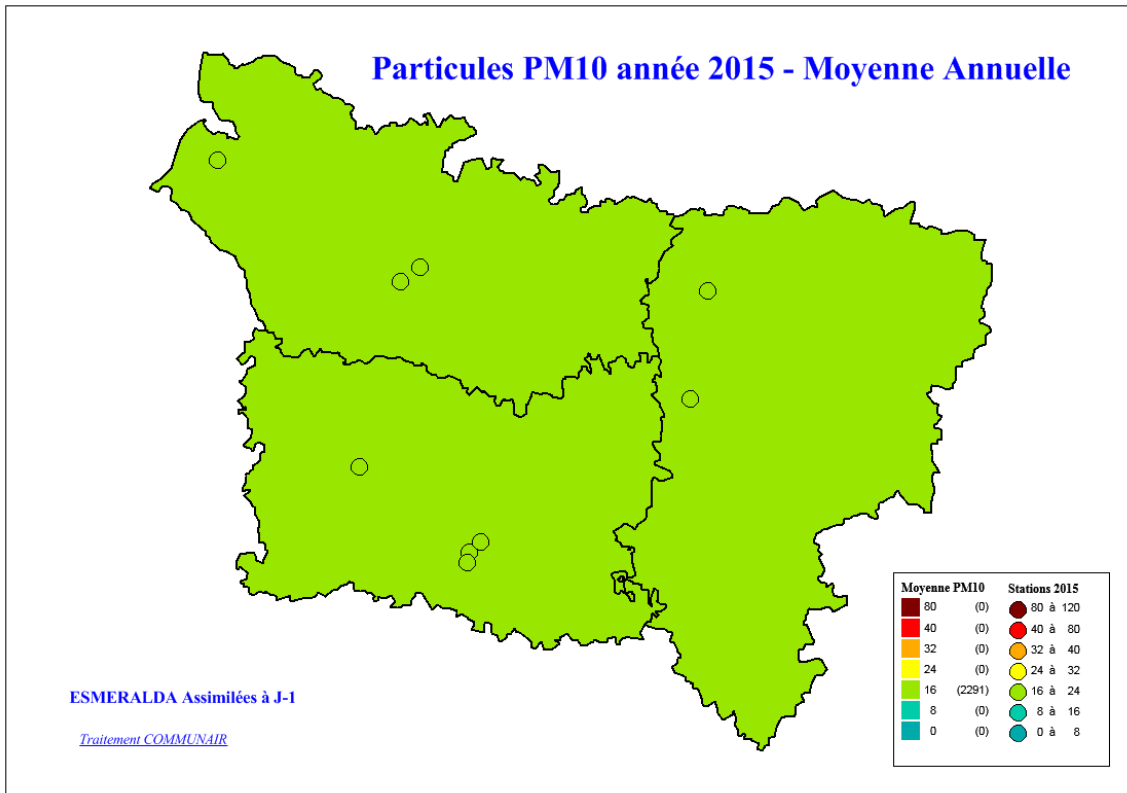 Particules PM10 année 2015 - Moyenne Annuelle
ESMERALDA Assimilées à J-1
Traitement COMMUNAIR
Moyenne PM10 Stations 2015
80 (0) 80 à 120
40 (0) 40 à 80
32 (0) 32 à 40
24 (0) 24 à 32
16 (2291) 16 à 24
8 (0) 8 à 16
0 (0) 0 à 8